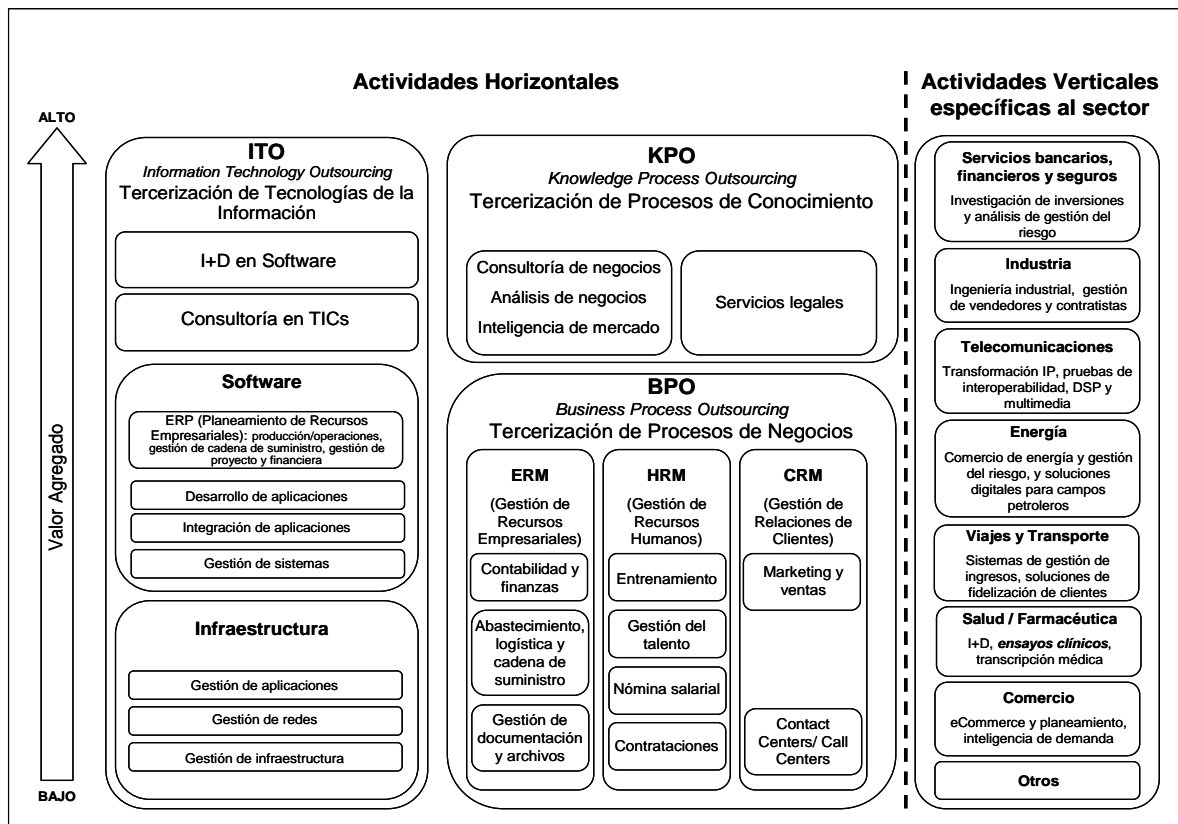 Actividades Horizontales
Actividades Verticales
específicas al sector
ALTO
Valor Agregado
BAJO
ITO
Information Technology Outsourcing
Tercerización de Tecnologías de la
Información
I+D en Software
Consultoría en TICs
Software
ERP (Planeamiento de Recursos
Empresariales): producción/operaciones,
gestión de cadena de suministro, gestión de
proyecto y financiera
Desarrollo de aplicaciones
Integración de aplicaciones
Gestión de sistemas
Infraestructura
Gestión de aplicaciones
Gestión de redes
Gestión de infraestructura
KPO
Knowledge Process Outsourcing
Tercerización de Procesos de Conocimiento
Consultoría de negocios
Análisis de negocios
Inteligencia de mercado
Servicios legales
BPO
Business Process Outsourcing
Tercerización de Procesos de Negocios
ERM
(Gestión de
Recursos
Empresariales)
Contabilidad y
finanzas
Abastecimiento,
logística y
cadena de
suministro
Gestión de
documentación
y archivos
HRM
(Gestión de
Recursos
Humanos)
Entrenamiento
Gestión del
talento
Nómina salarial
Contrataciones
CRM
(Gestión de
Relaciones de
Clientes)
Marketing y
ventas
Contact
Centers/ Call
Centers
Servicios bancarios,
financieros y seguros
Investigación de inversiones
y análisis de gestión del
riesgo
Industria
Ingeniería industrial, gestión
de vendedores y contratistas
Telecomunicaciones
Transformación IP, pruebas de
interoperabilidad, DSP y
multimedia
Energía
Comercio de energía y gestión
del riesgo, y soluciones
digitales para campos
petroleros
Viajes y Transporte
Sistemas de gestión de
ingresos, soluciones de
fidelización de clientes
Salud / Farmacéutica
I+D, ensayos clínicos,
transcripción médica
Comercio
eCommerce y planeamiento,
inteligencia de demanda
Otros